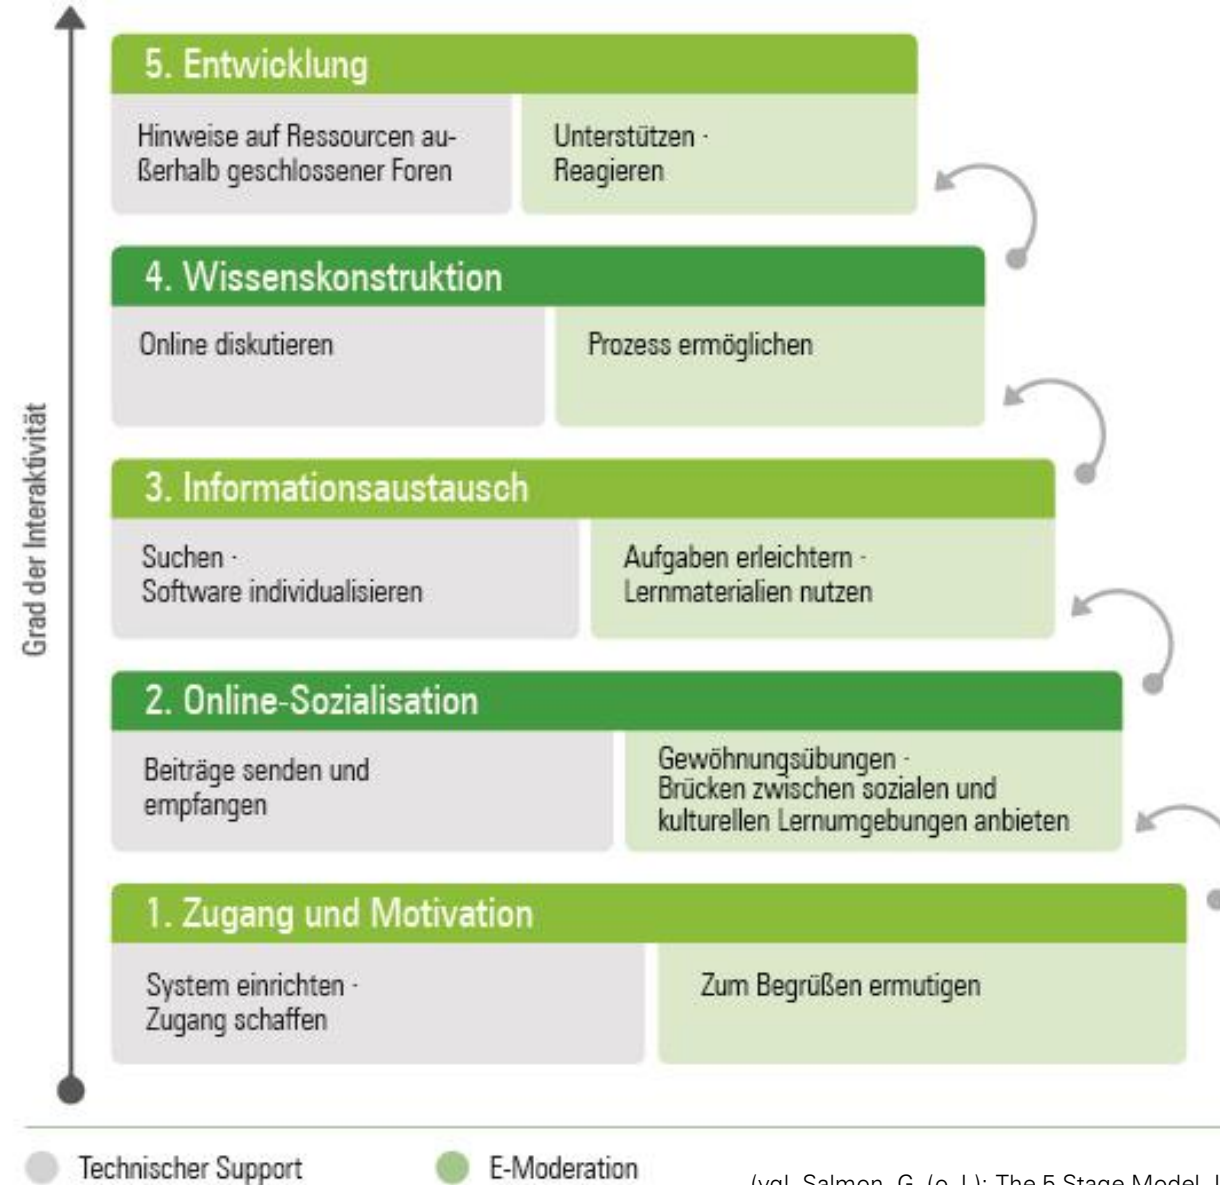 5. Entwicklung
Hinweise auf Ressourcen au-
ßerhalb geschlossener Foren
Unterstützen ·
Reagieren
4. Wissenskonstruktion
Online diskutieren
Prozess ermöglichen
Grad der Interaktivität
3. Informationsaustausch
Suchen ·
Software individualisieren
Aufgaben erleichtern ·
Lernmaterialien nutzen
2. Online-Sozialisation
Beiträge senden und
empfangen
Gewöhnungsübungen ·
Brücken zwischen sozialen und
kulturellen Lernumgebungen anbieten
1. Zugang und Motivation
System einrichten ·
Zugang schaffen
Zum Begrüßen ermutigen
Technischer Support
E-Moderation
(vgl. Salmon, G. (o. J.): The 5 Stage Model.